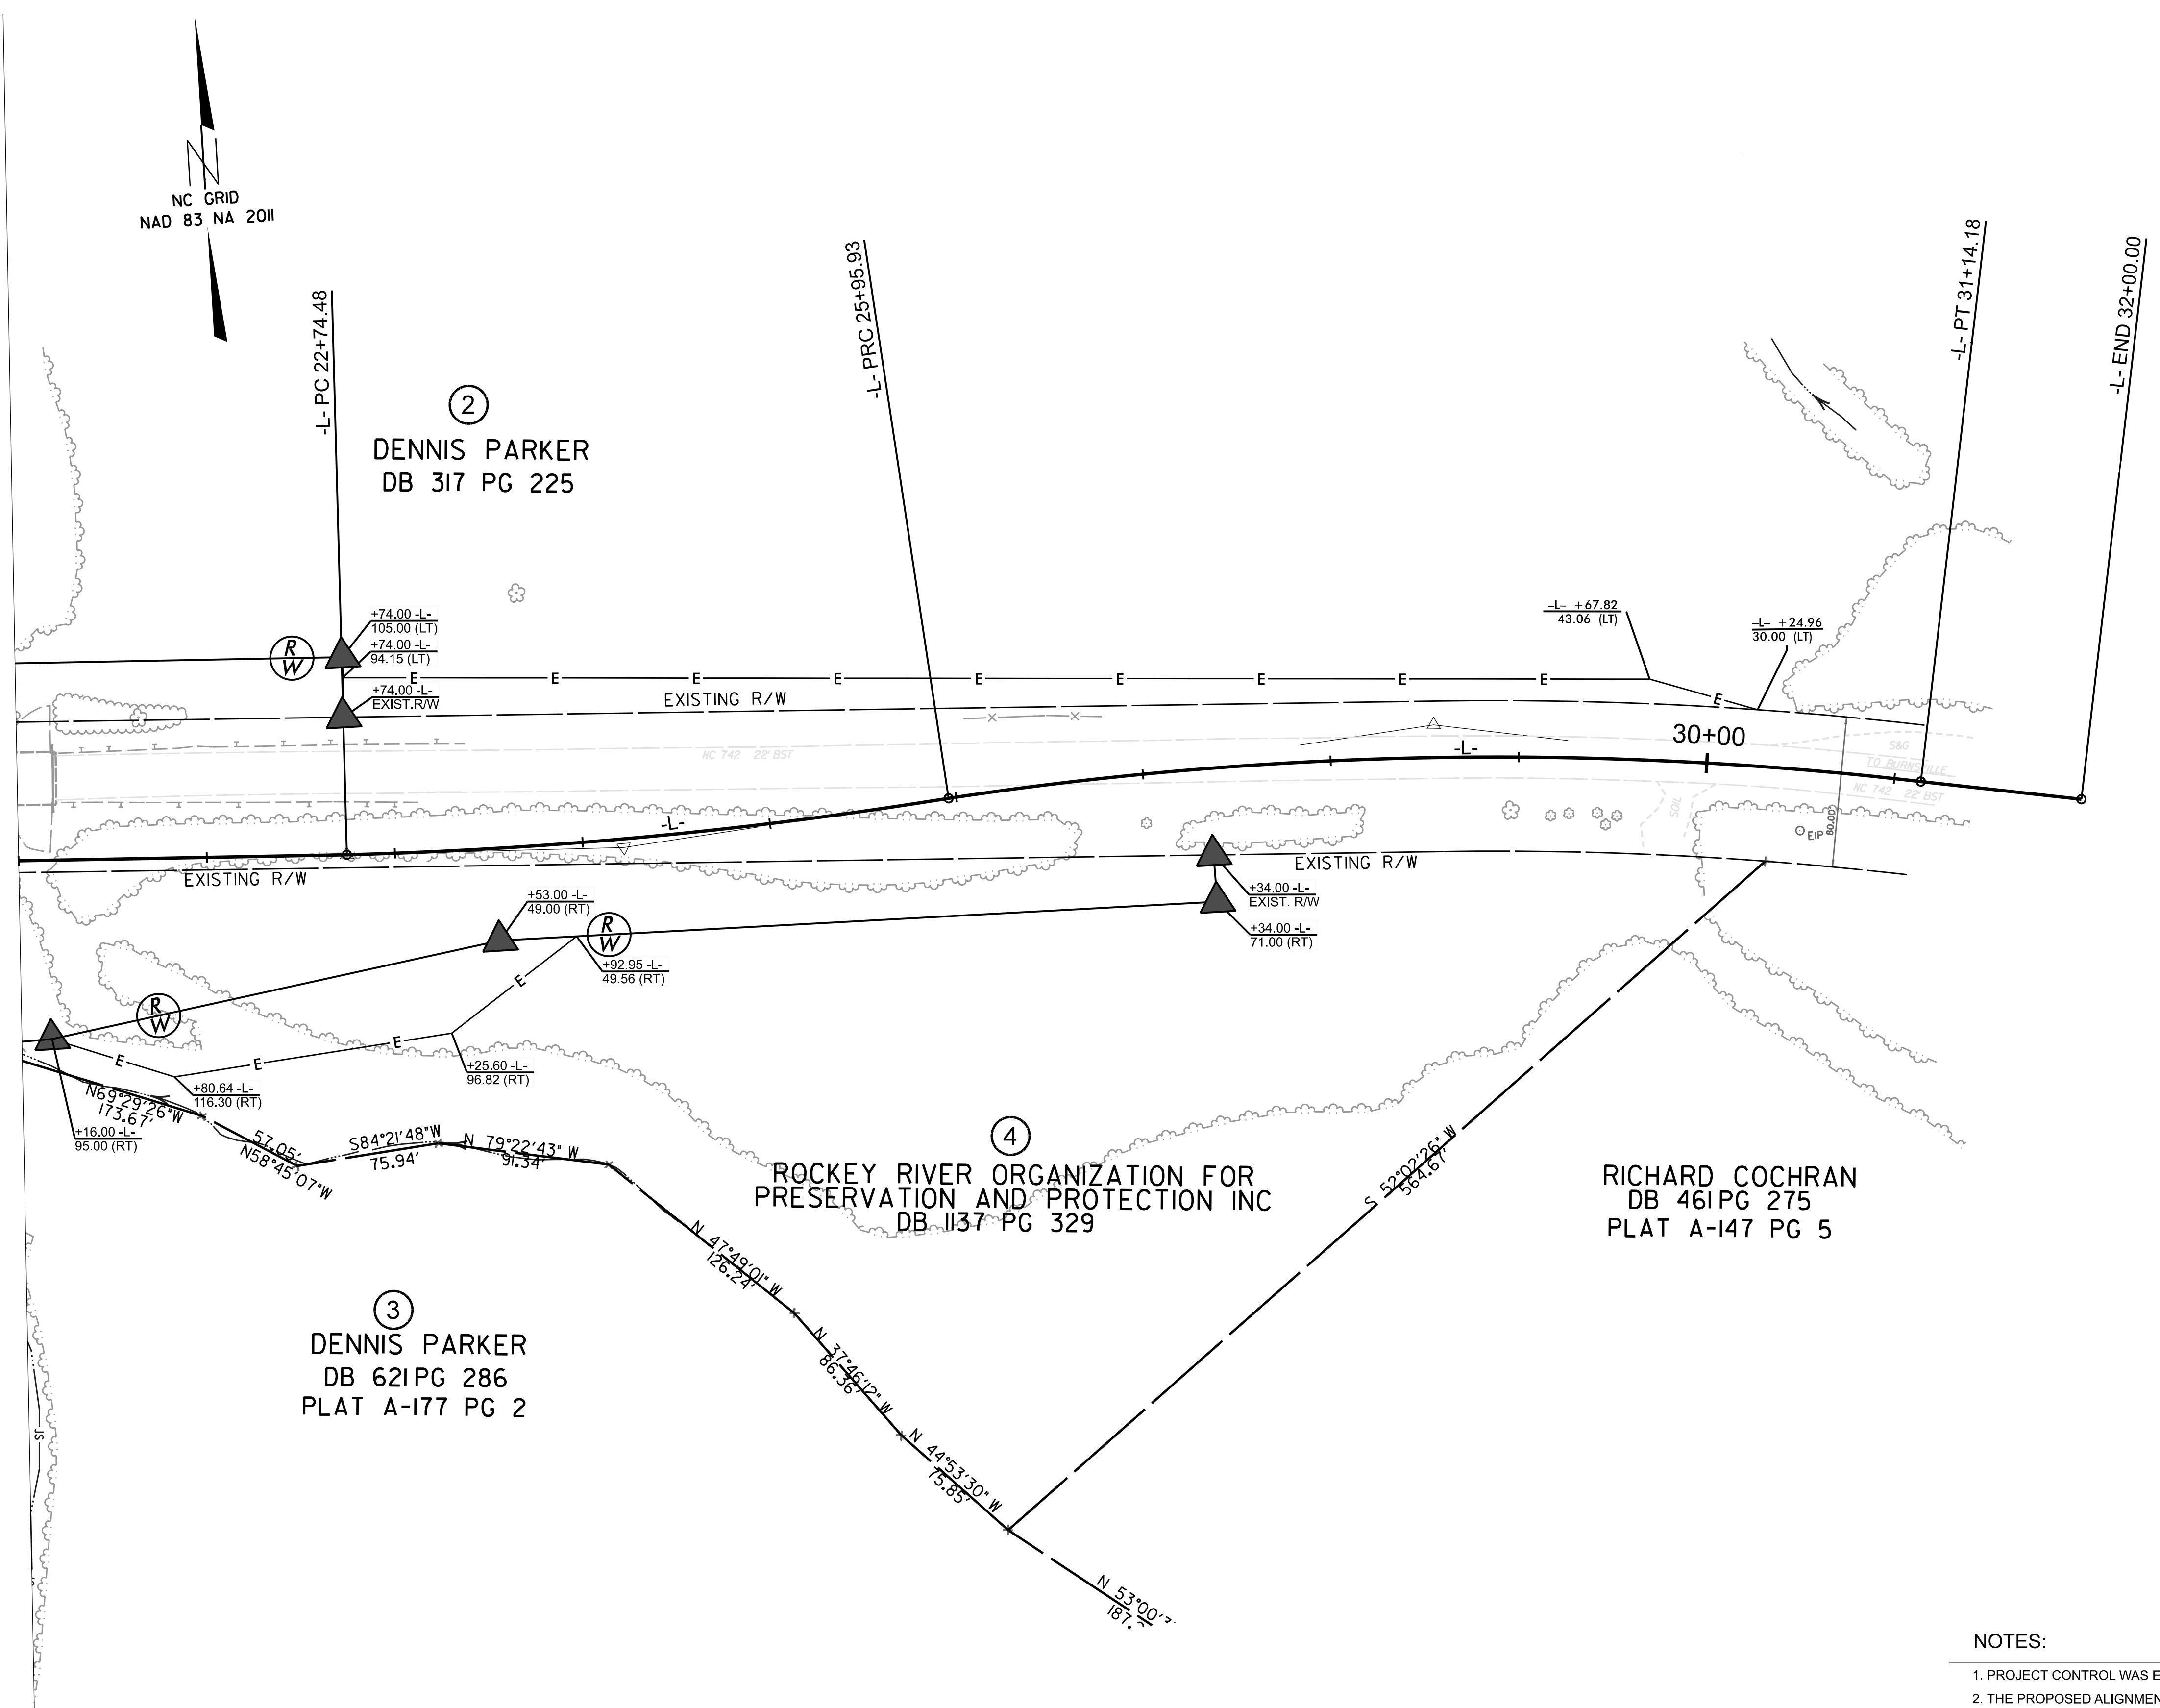 NC GRID
NAD 83 NA 2011
-L- PC 22+74.48
-L- PRC 25+95.93
-L- PT 31+14.18
-L- END 32+00.00
2
DENNIS PARKER
DB 317 PG 225
+74.00 -L-
105.00 (LT)
+74.00 -L-
94.15 (LT)
+74.00 -L-
EXIST.R/W
R
W
E E E E E E E E E E
-L- +67.82
43.06 (LT)
-L- +24.96
30.00 (LT)
EXISTING R/W
NC 742 22' BST
-L-
30+00
S&G
TO BURNSVILLE
NC 742 22' BST
SOIL
EIP
80.00'
-L-
EXISTING R/W
EXISTING R/W
+34.00 -L-
EXIST. R/W
+34.00 -L-
71.00 (RT)
+53.00 -L-
49.00 (RT)
R
W
+92.95 -L-
49.56 (RT)
E
R
W
E E E
+25.60 -L-
96.82 (RT)
+80.64 -L-
116.30 (RT)
N69°29'26"W
173.67'
+16.00 -L-
95.00 (RT)
57.05'
N58°45'07"W
S84°21'48"W
75.94'
N 79°22'43" W
91.34'
4
ROCKEY RIVER ORGANIZATION FOR
PRESERVATION AND PROTECTION INC
DB 1137 PG 329
S 52°02'26" W
564.67'
RICHARD COCHRAN
DB 461 PG 275
PLAT A-147 PG 5
N 47°49'01" W
126.24'
3
DENNIS PARKER
DB 621 PG 286
PLAT A-177 PG 2
N 37°46'12" W
86.36'
N 44°53'30" W
75.85'
JS
N 53°00'
187.
NOTES:
1. PROJECT CONTROL WAS E
2. THE PROPOSED ALIGNMEN